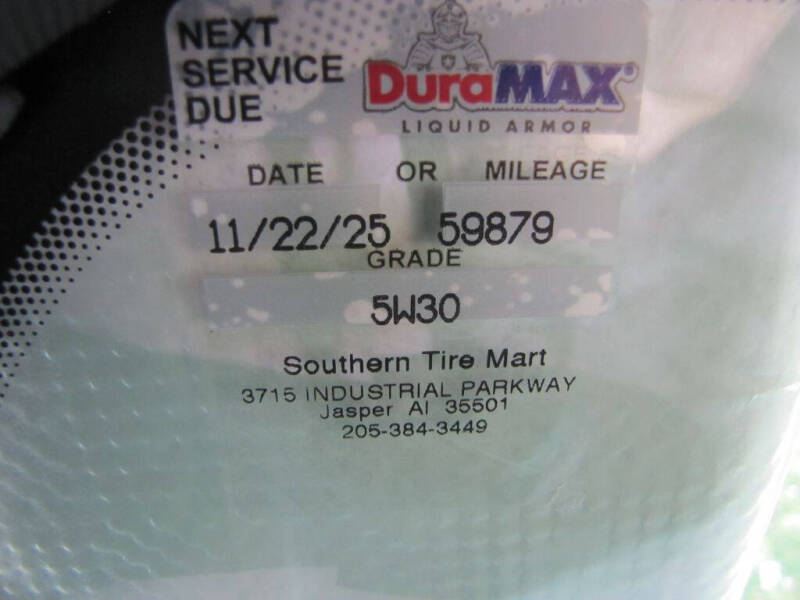 NEXT
SERVICE
DUE
DuraMAX®
LIQUID ARMOR
DATE OR MILEAGE
11/22/25 59879
GRADE
5W30
Southern Tire Mart
3715 INDUSTRIAL PARKWAY
Jasper Al 35501
205-384-3449